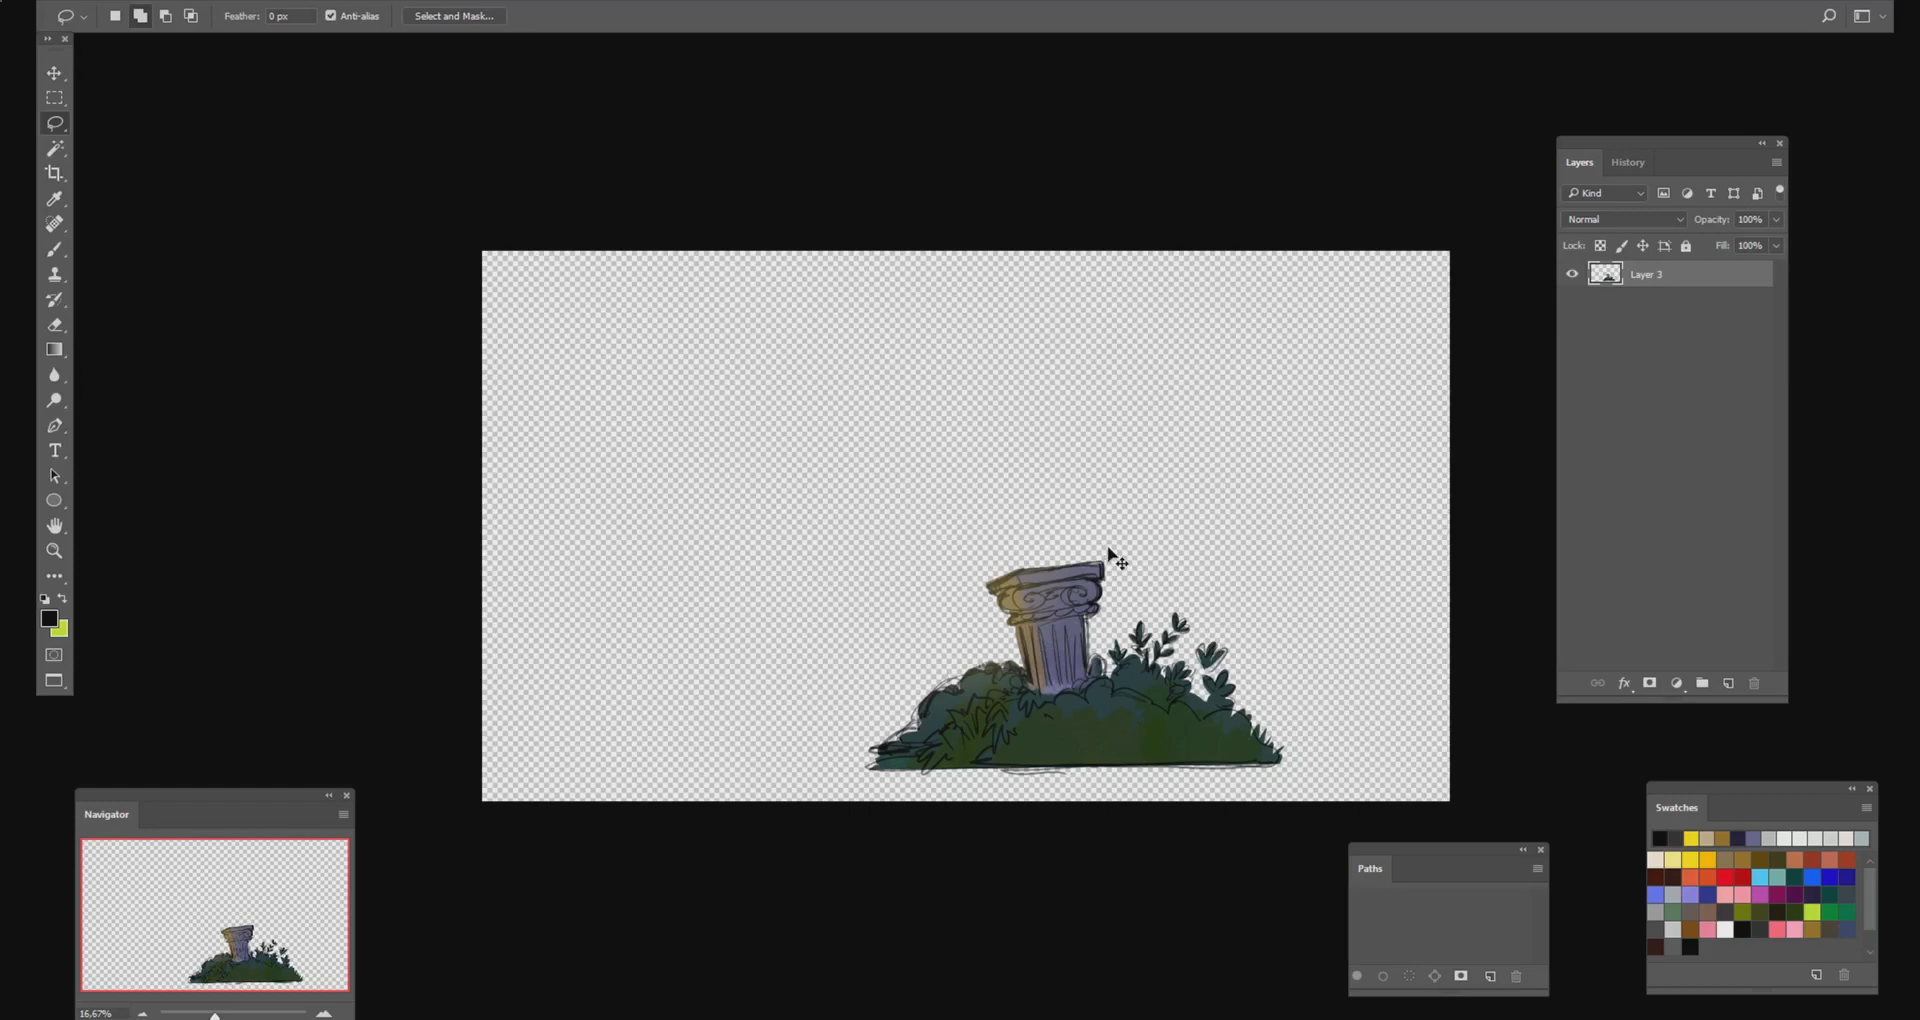 Feather: 0 px Anti-alias Select and Mask...
Layers History
Kind
Normal Opacity: 100%
Lock: Fill: 100%
Layer 3
Navigator
16.67%
Paths
Swatches